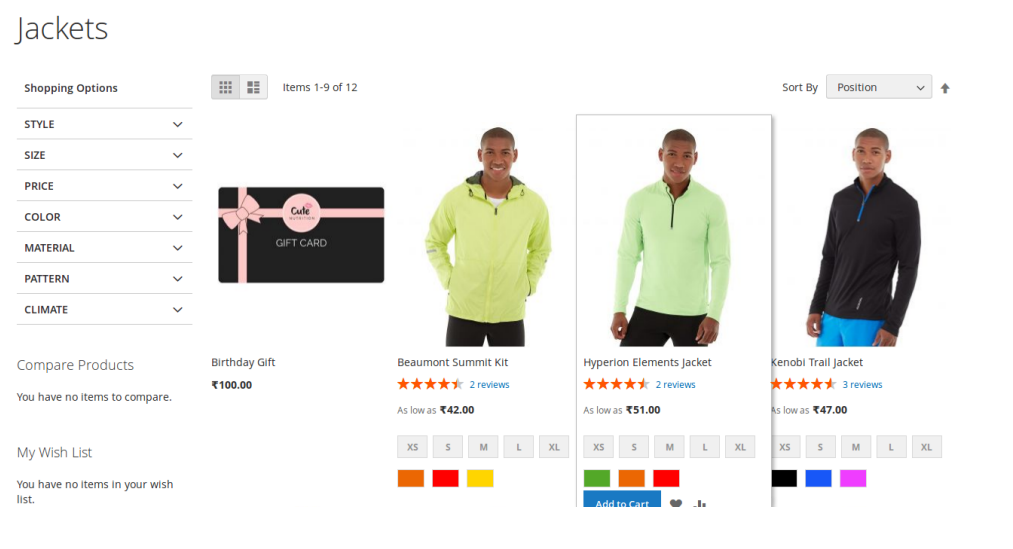 Jackets
Shopping Options
STYLE
SIZE
PRICE
COLOR
MATERIAL
PATTERN
CLIMATE
Compare Products
You have no items to compare.
My Wish List
You have no items in your wish
list.
Items 1-9 of 12
Sort By Position
Cute
NUTRITION
GIFT CARD
Birthday Gift
₹100.00
Beaumont Summit Kit
2 reviews
As low as ₹42.00
XS S M L XL
Hyperion Elements Jacket
2 reviews
As low as ₹51.00
XS S M L XL
Add to Cart
Kenobi Trail Jacket
3 reviews
As low as ₹47.00
XS S M L XL